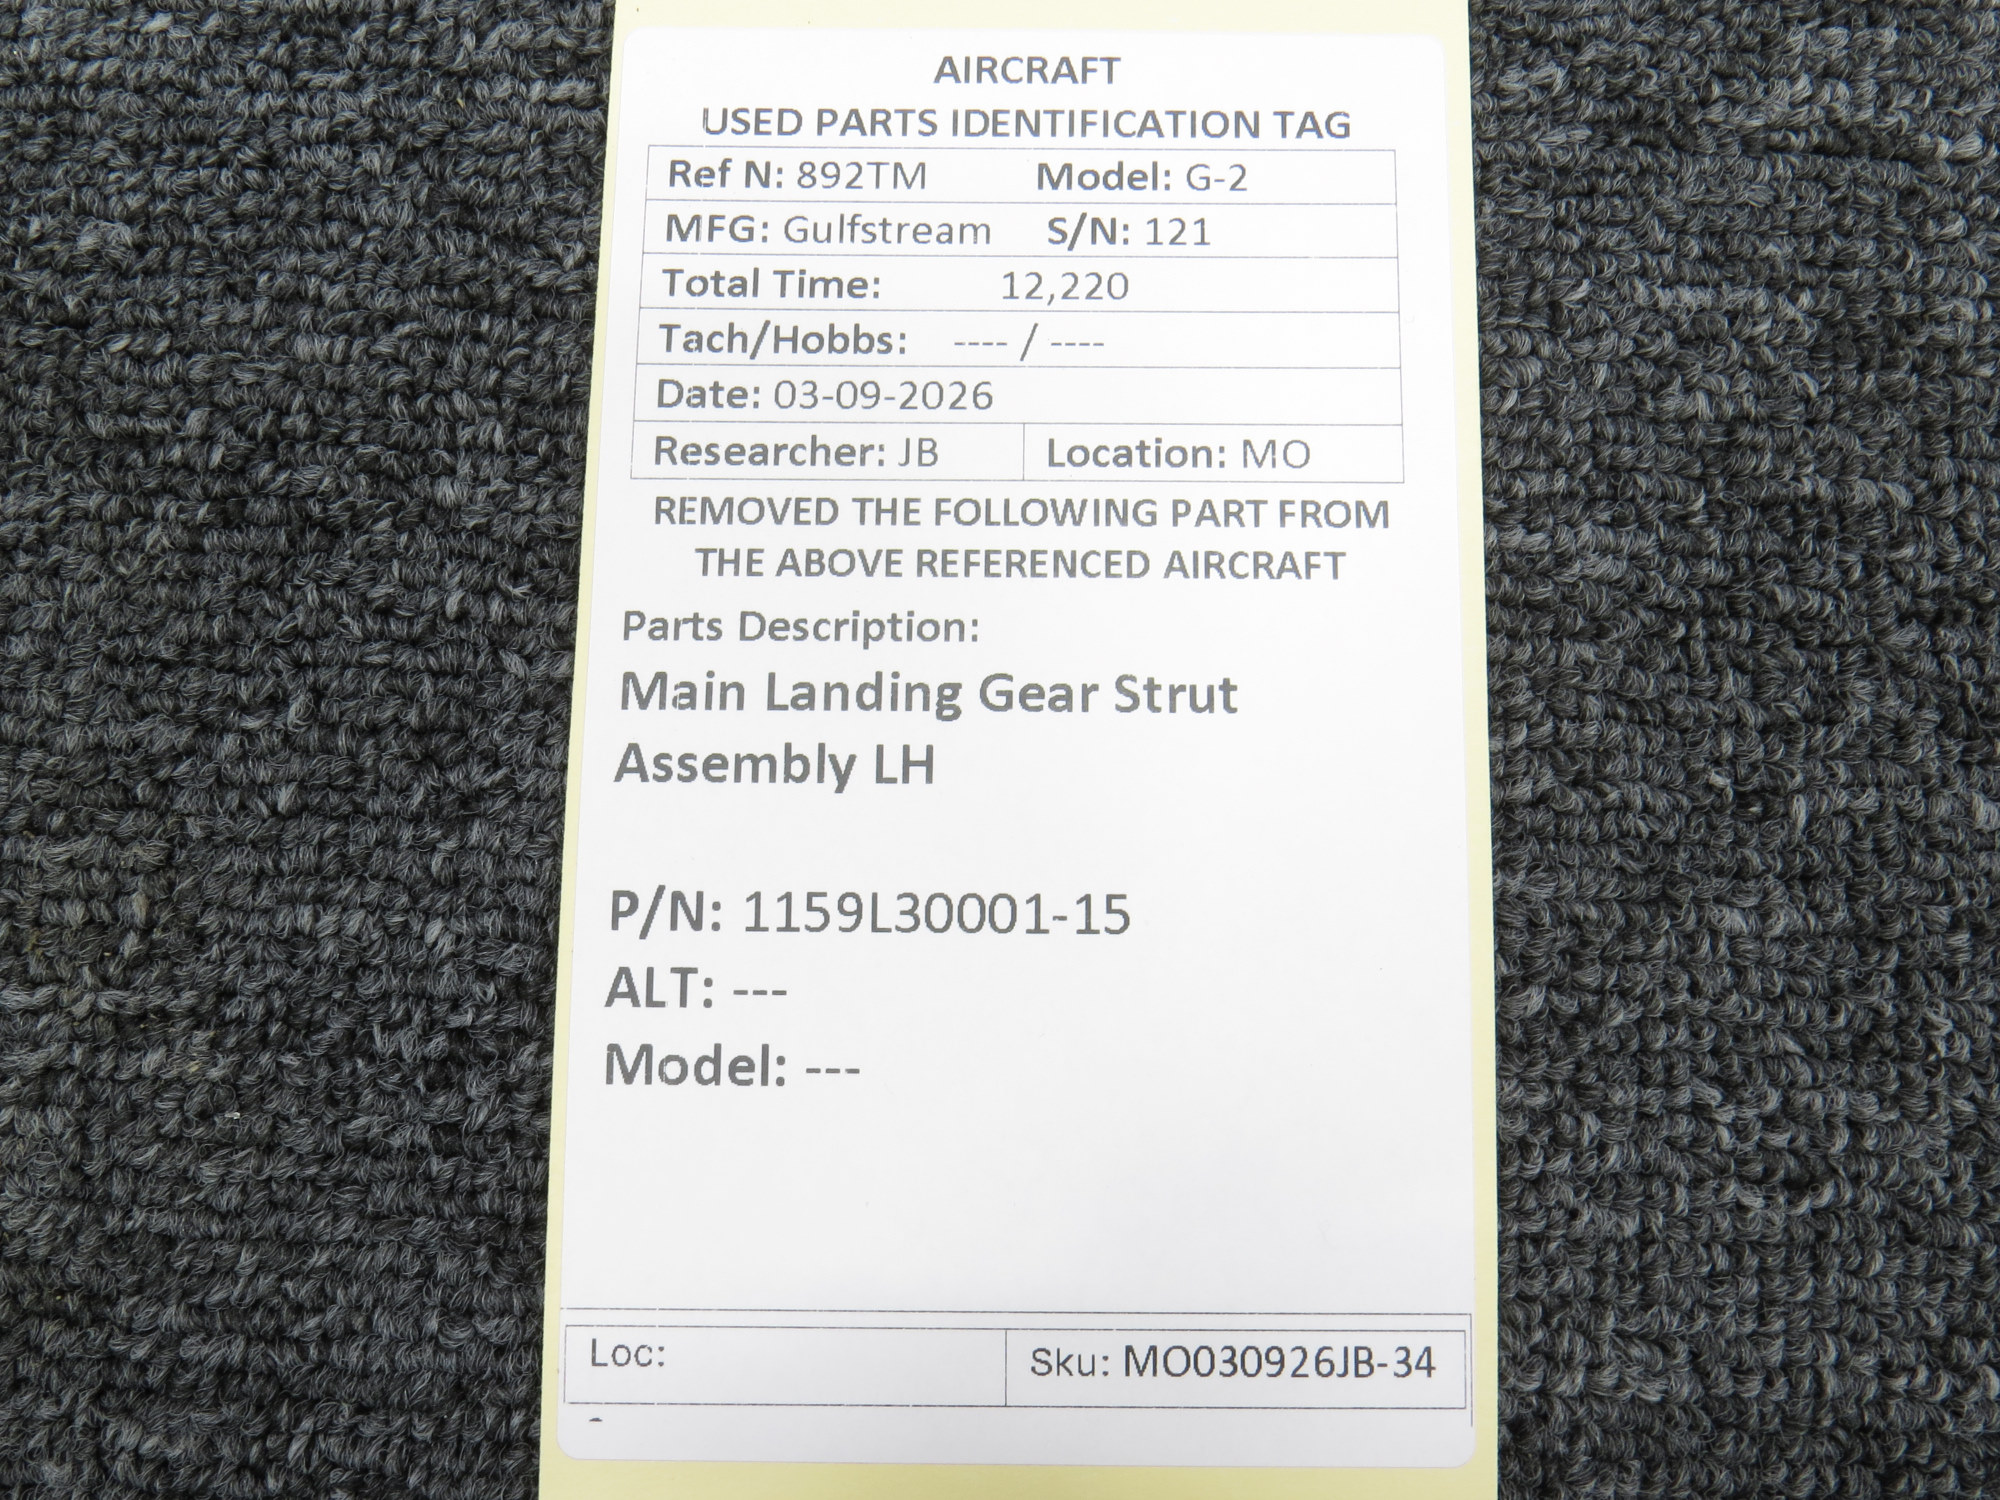 AIRCRAFT
USED PARTS IDENTIFICATION TAG
Ref N: 892TM Model: G-2
MFG: Gulfstream S/N: 121
Total Time: 12,220
Tach/Hobbs: ---- / ----
Date: 03-09-2026
Researcher: JB Location: MO
REMOVED THE FOLLOWING PART FROM
THE ABOVE REFERENCED AIRCRAFT
Parts Description:
Main Landing Gear Strut
Assembly LH
P/N: 1159L30001-15
ALT: ---
Model: ---
Loc: Sku: MO030926JB-34